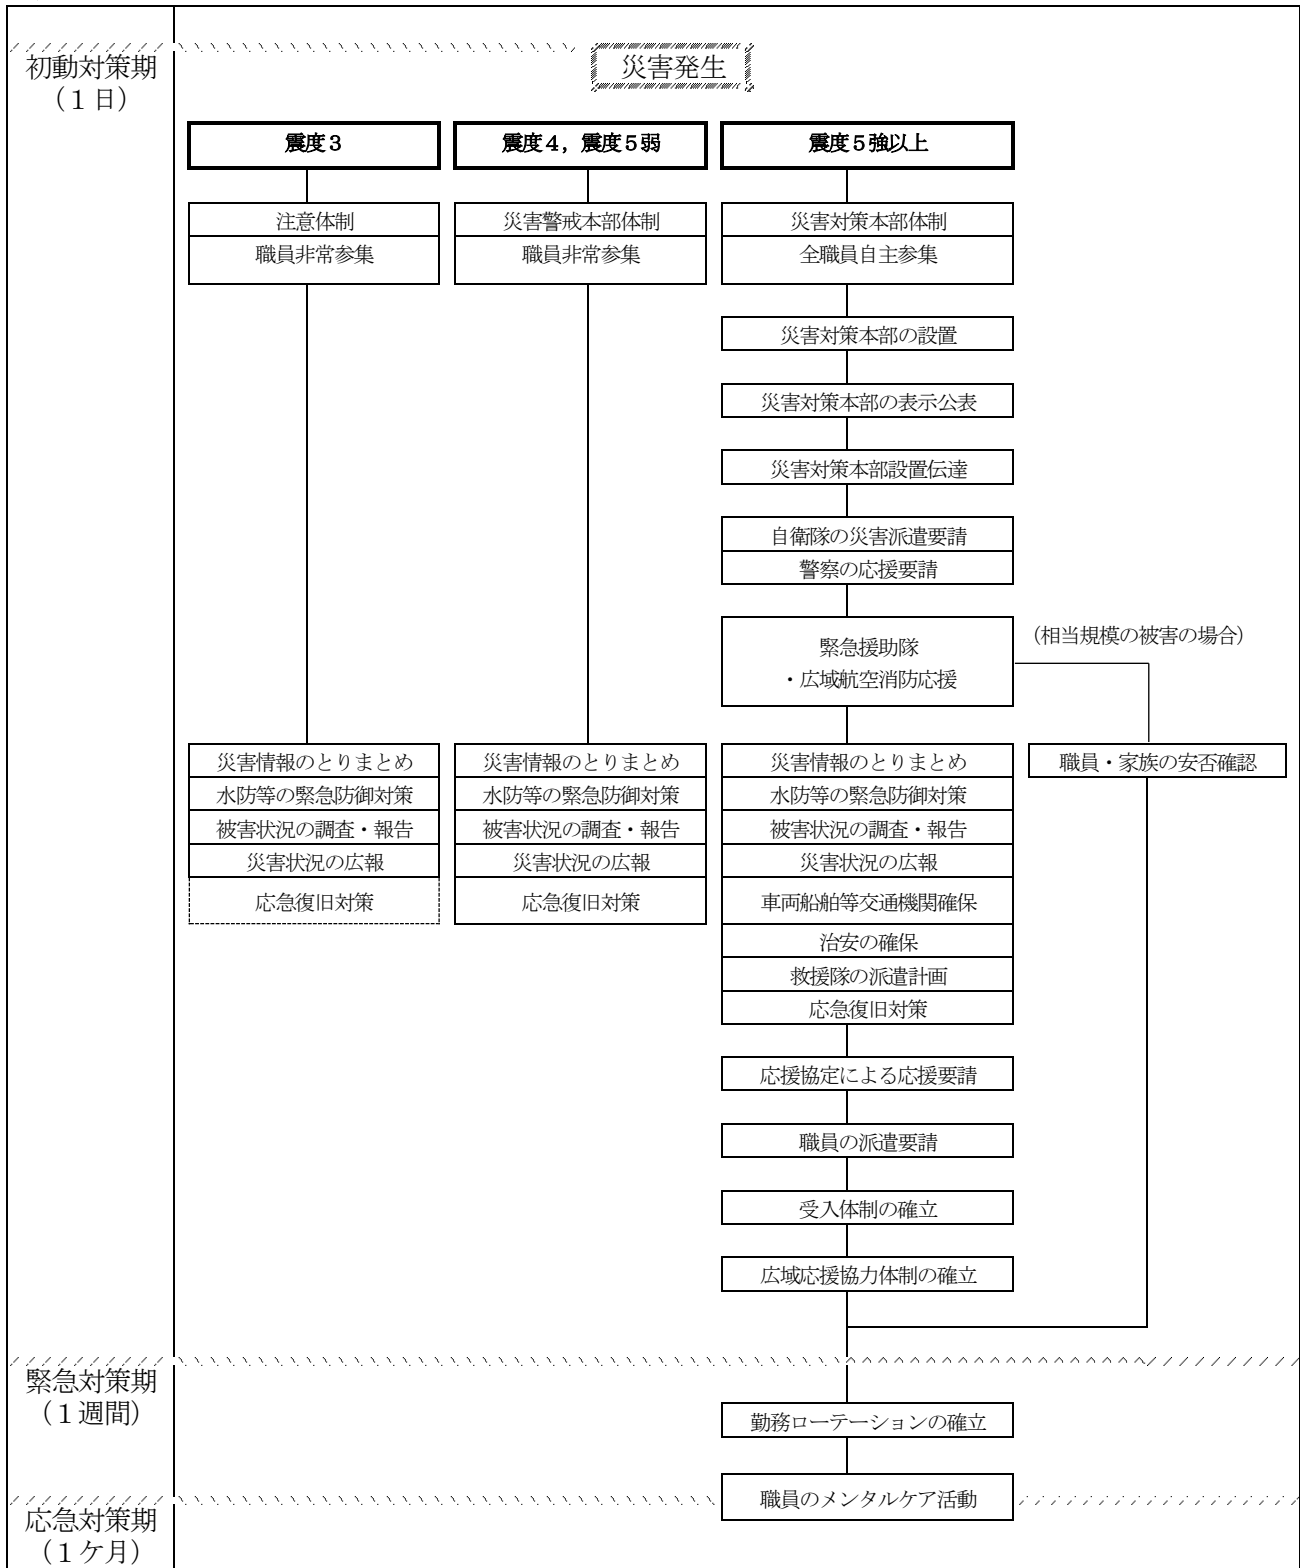 初動対策期
（１日）
災害発生
震度３
震度４，震度５弱
震度５強以上
注意体制
災害警戒本部体制
災害対策本部体制
職員非常参集
職員非常参集
全職員自主参集
災害対策本部の設置
災害対策本部の表示公表
災害対策本部設置伝達
自衛隊の災害派遣要請
警察の応援要請
緊急援助隊
・広域航空消防応援
（相当規模の被害の場合）
災害情報のとりまとめ
災害情報のとりまとめ
災害情報のとりまとめ
職員・家族の安否確認
水防等の緊急防御対策
水防等の緊急防御対策
水防等の緊急防御対策
被害状況の調査・報告
被害状況の調査・報告
被害状況の調査・報告
災害状況の広報
災害状況の広報
災害状況の広報
応急復旧対策
応急復旧対策
車両船舶等交通機関確保
治安の確保
救援隊の派遣計画
応急復旧対策
応援協定による応援要請
職員の派遣要請
受入体制の確立
広域応援協力体制の確立
緊急対策期
（１週間）
勤務ローテーションの確立
職員のメンタルケア活動
応急対策期
（１ケ月）